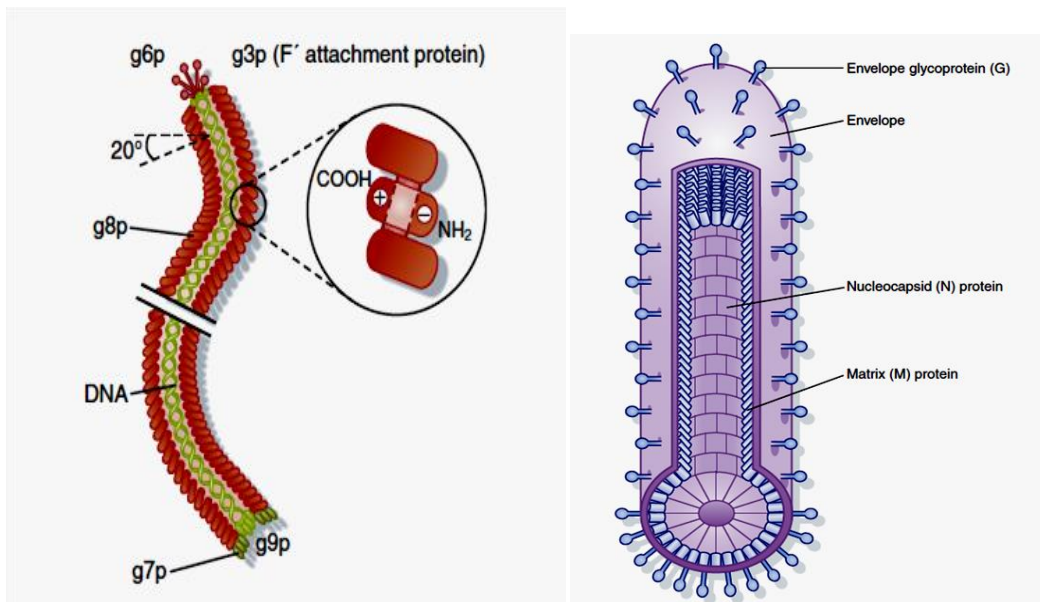 g6p
g3p (F´ attachment protein)
20°
COOH
+
−
NH₂
g8p
DNA
g9p
g7p
Envelope glycoprotein (G)
Envelope
Nucleocapsid (N) protein
Matrix (M) protein